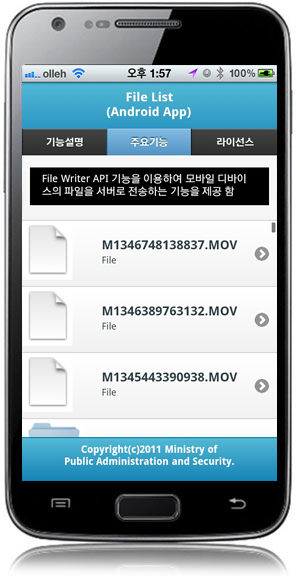 olleh 오후 1:57 100%
File List
(Android App)
기능설명 주요기능 라이선스
File Writer API 기능을 이용하여 모바일 디바이
스의 파일을 서버로 전송하는 기능을 제공 함
M1346748138837.MOV
File
M1346389763132.MOV
File
M1345443390938.MOV
File
Copyright(c)2011 Ministry of
Public Administration and Security.